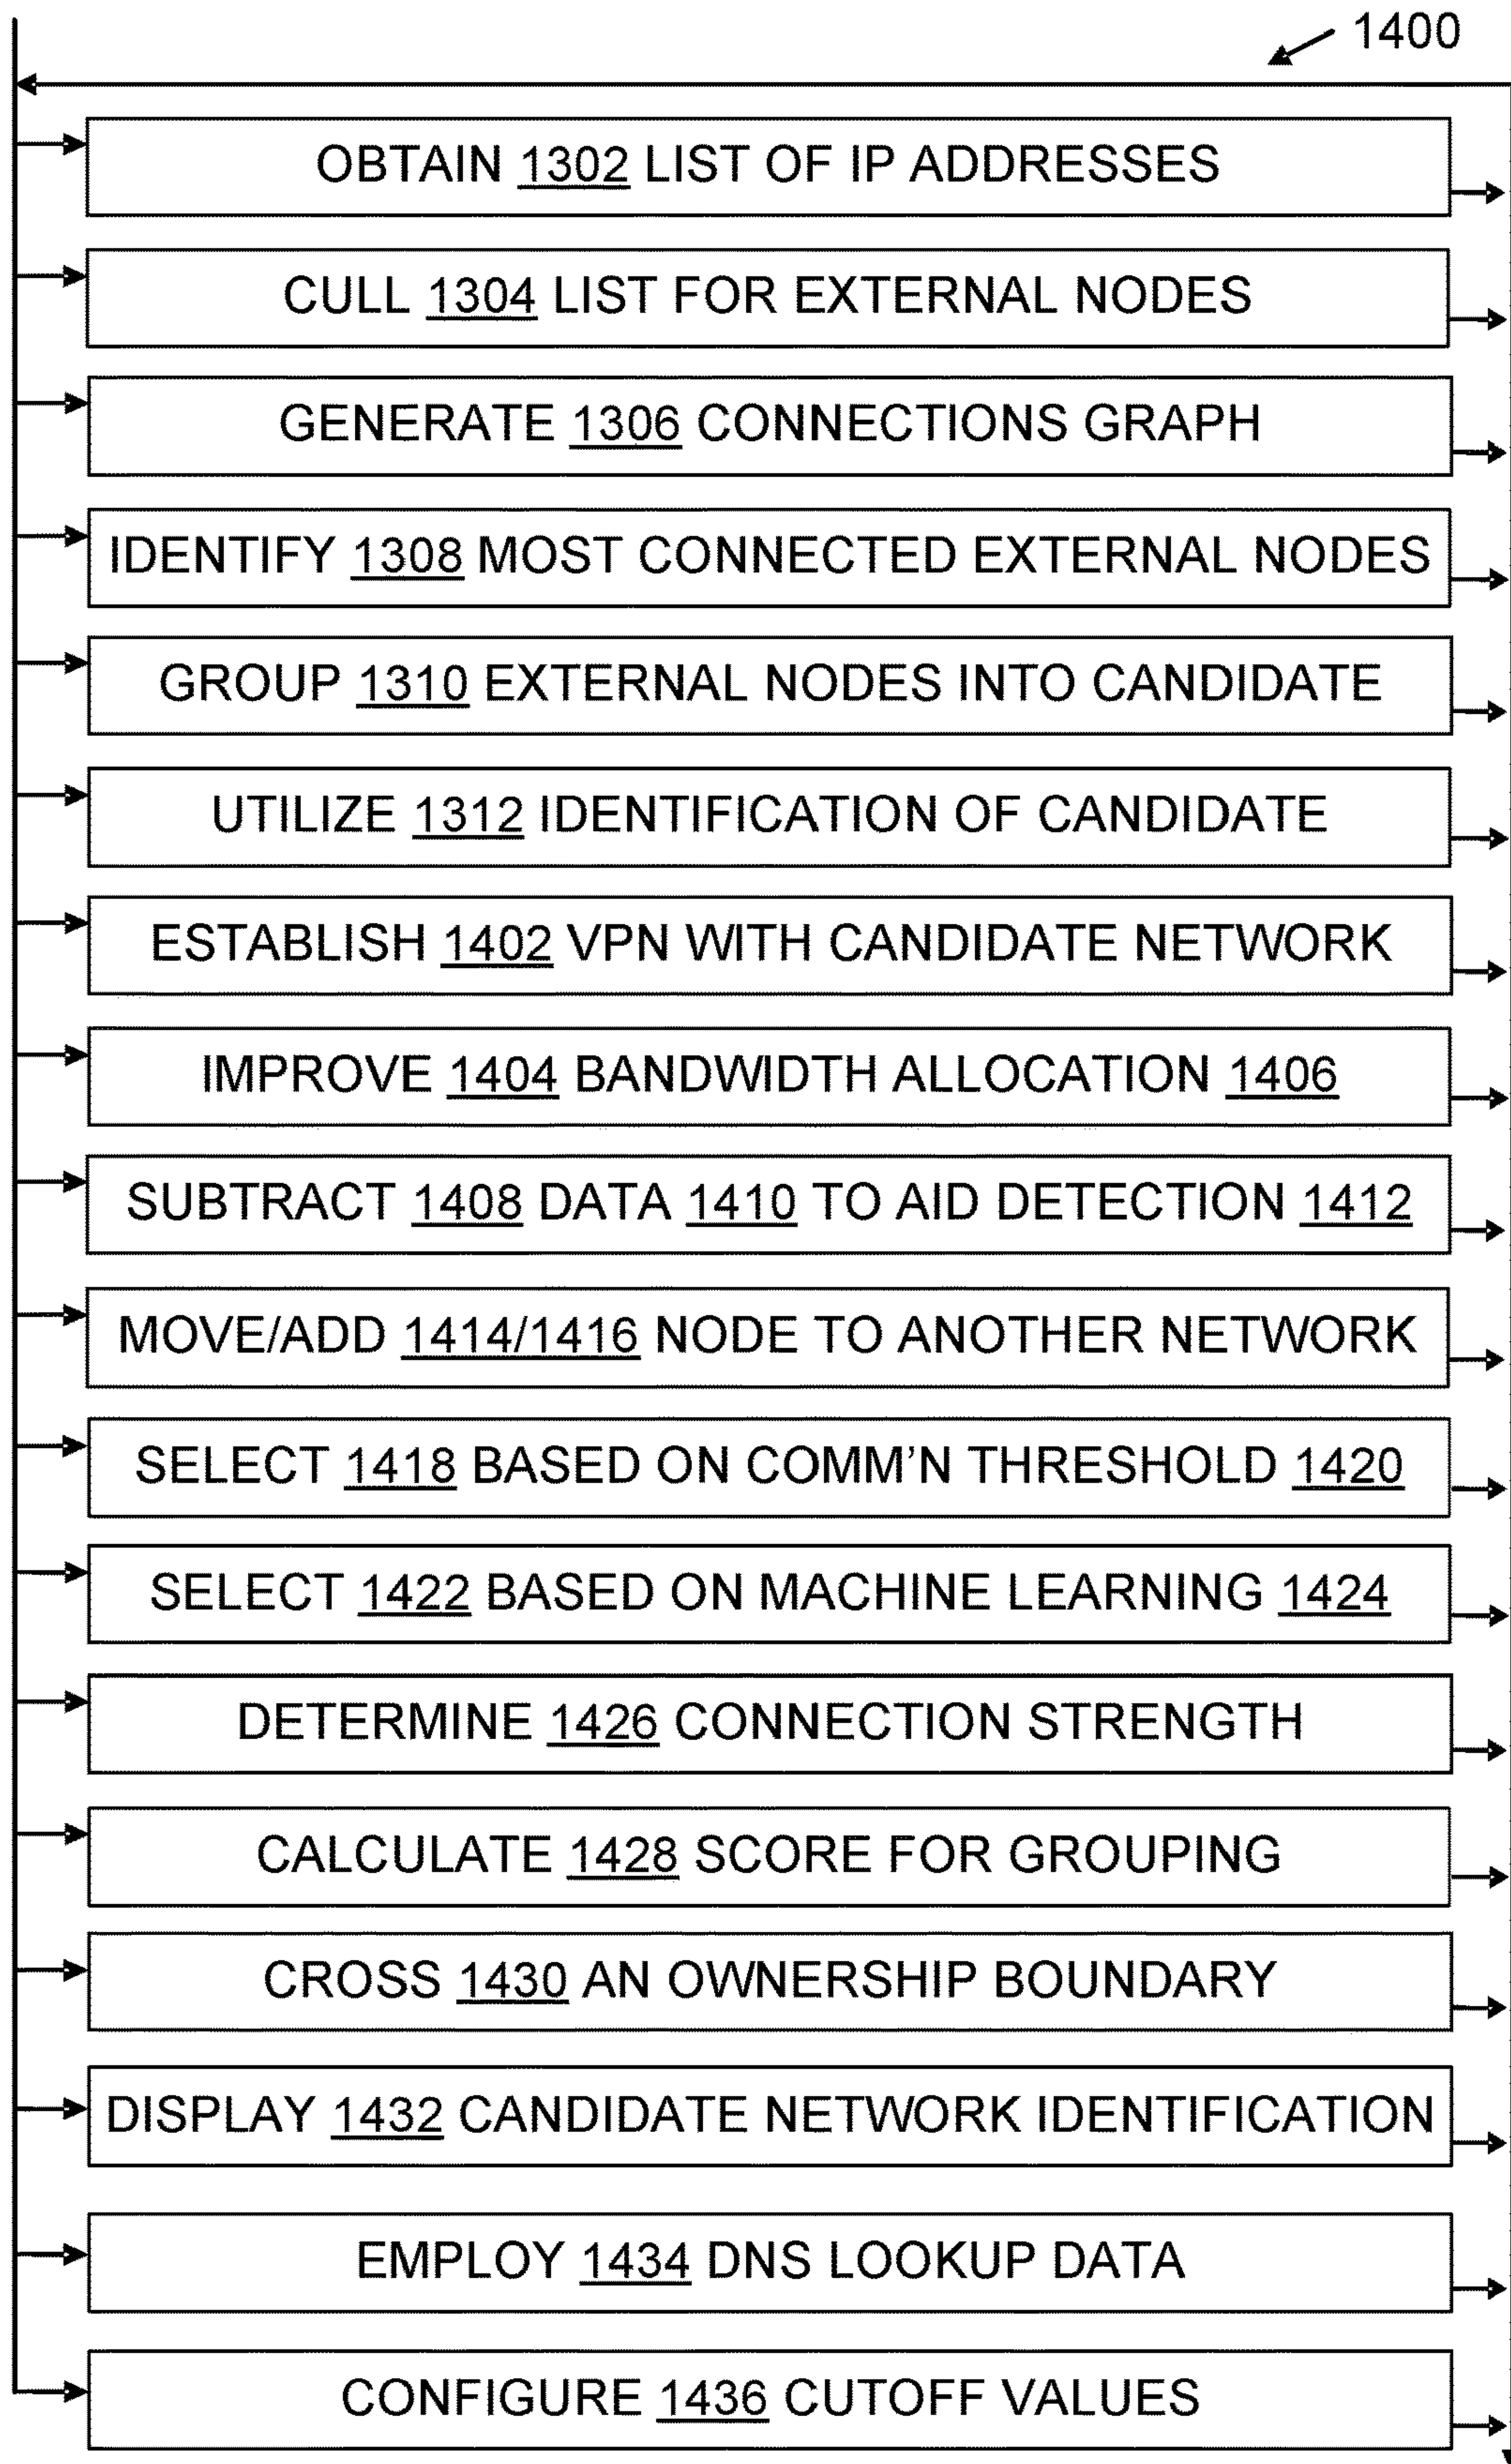 1400
OBTAIN 1302 LIST OF IP ADDRESSES
CULL 1304 LIST FOR EXTERNAL NODES
GENERATE 1306 CONNECTIONS GRAPH
IDENTIFY 1308 MOST CONNECTED EXTERNAL NODES
GROUP 1310 EXTERNAL NODES INTO CANDIDATE
UTILIZE 1312 IDENTIFICATION OF CANDIDATE
ESTABLISH 1402 VPN WITH CANDIDATE NETWORK
IMPROVE 1404 BANDWIDTH ALLOCATION 1406
SUBTRACT 1408 DATA 1410 TO AID DETECTION 1412
MOVE/ADD 1414/1416 NODE TO ANOTHER NETWORK
SELECT 1418 BASED ON COMM'N THRESHOLD 1420
SELECT 1422 BASED ON MACHINE LEARNING 1424
DETERMINE 1426 CONNECTION STRENGTH
CALCULATE 1428 SCORE FOR GROUPING
CROSS 1430 AN OWNERSHIP BOUNDARY
DISPLAY 1432 CANDIDATE NETWORK IDENTIFICATION
EMPLOY 1434 DNS LOOKUP DATA
CONFIGURE 1436 CUTOFF VALUES